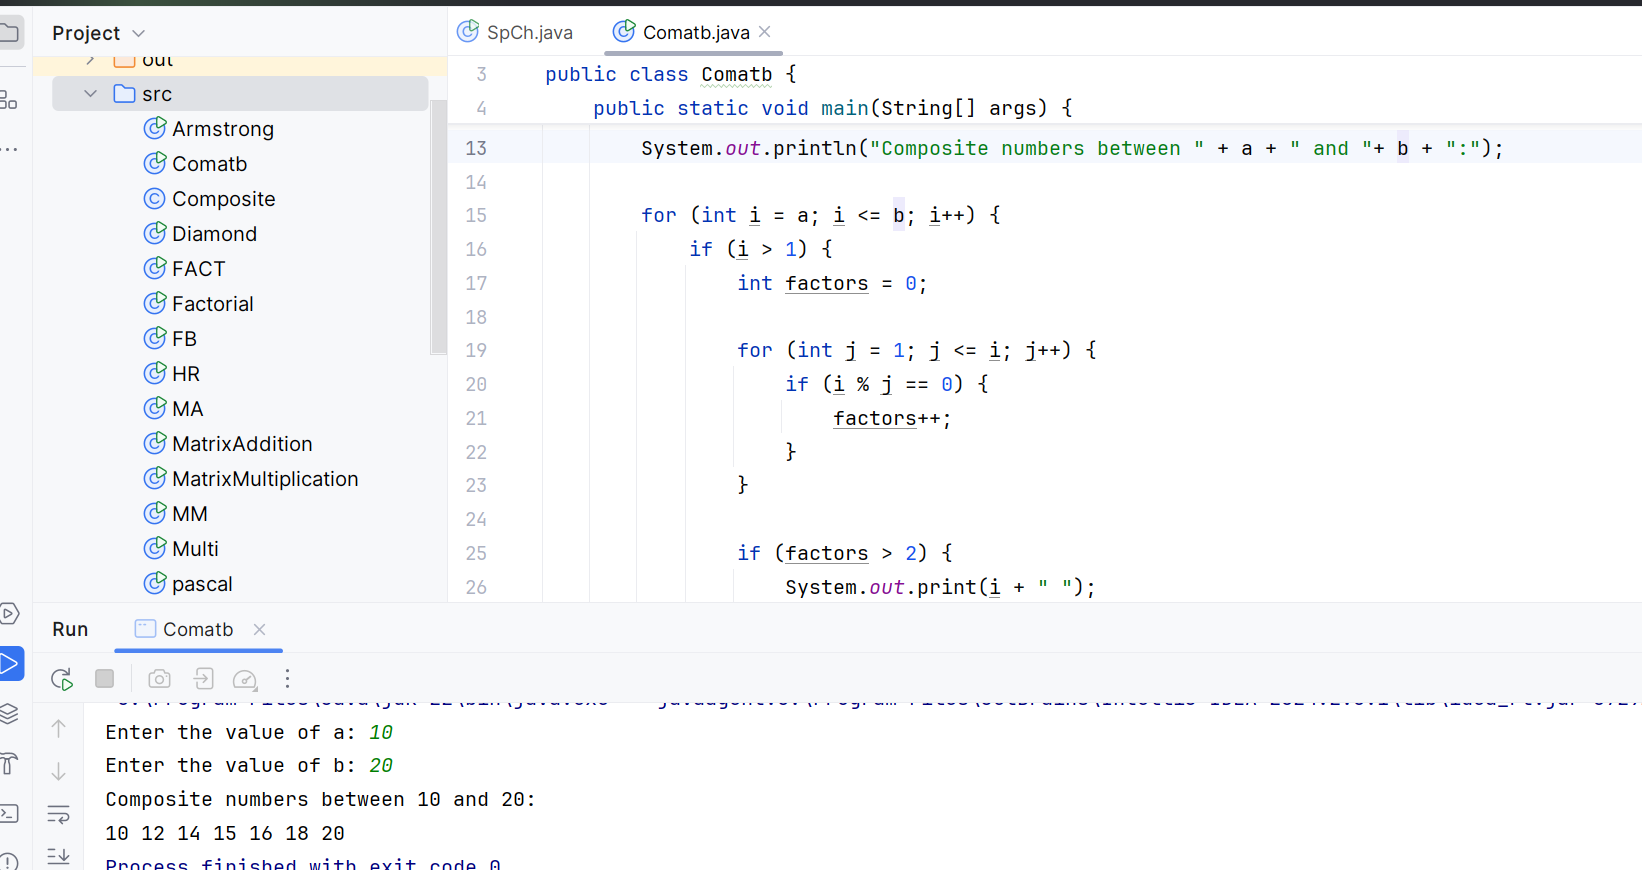 Project
SpCh.java
Comatb.java
out
src
Armstrong
Comatb
Composite
Diamond
FACT
Factorial
FB
HR
MA
MatrixAddition
MatrixMultiplication
MM
Multi
pascal
3 public class Comatb {
4 public static void main(String[] args) {
13 System.out.println("Composite numbers between " + a + " and "+ b + ":");
14
15 for (int i = a; i <= b; i++) {
16 if (i > 1) {
17 int factors = 0;
18
19 for (int j = 1; j <= i; j++) {
20 if (i % j == 0) {
21 factors++;
22 }
23 }
24
25 if (factors > 2) {
26 System.out.print(i + " ");
Run
Comatb
Enter the value of a: 10
Enter the value of b: 20
Composite numbers between 10 and 20:
10 12 14 15 16 18 20
Process finished with exit code 0